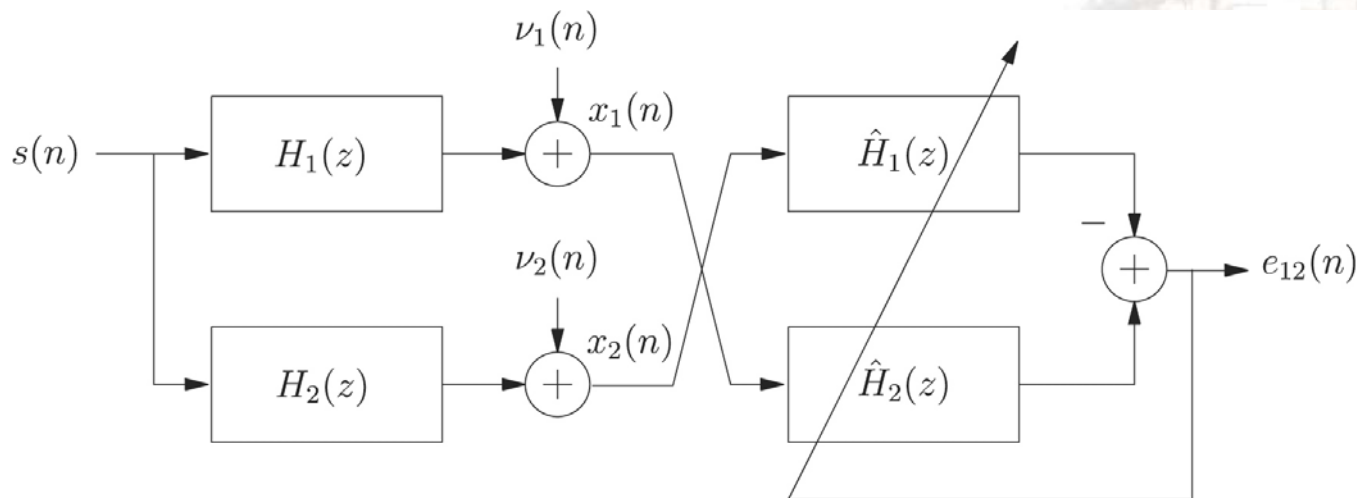 ν₁(n)
x₁(n)
s(n)
H₁(z)
+
Ĥ₁(z)
−
ν₂(n)
+
e₁₂(n)
x₂(n)
H₂(z)
+
Ĥ₂(z)